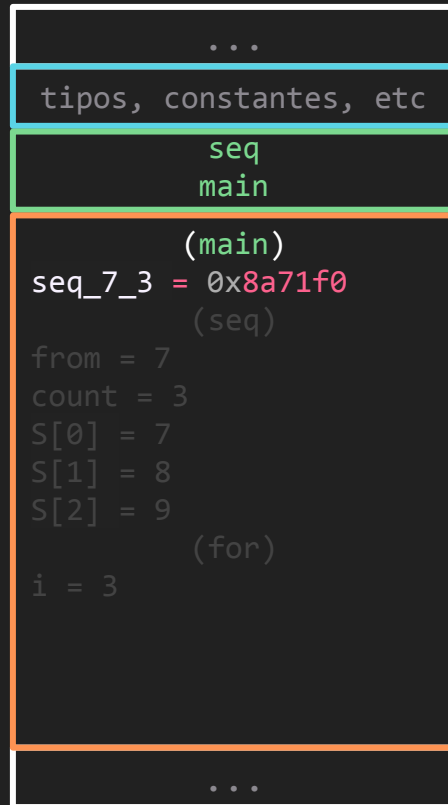 ...
tipos, constantes, etc
seq
main
(main)
seq_7_3 = 0x8a71f0
(seq)
from = 7
count = 3
S[0] = 7
S[1] = 8
S[2] = 9
(for)
i = 3
...